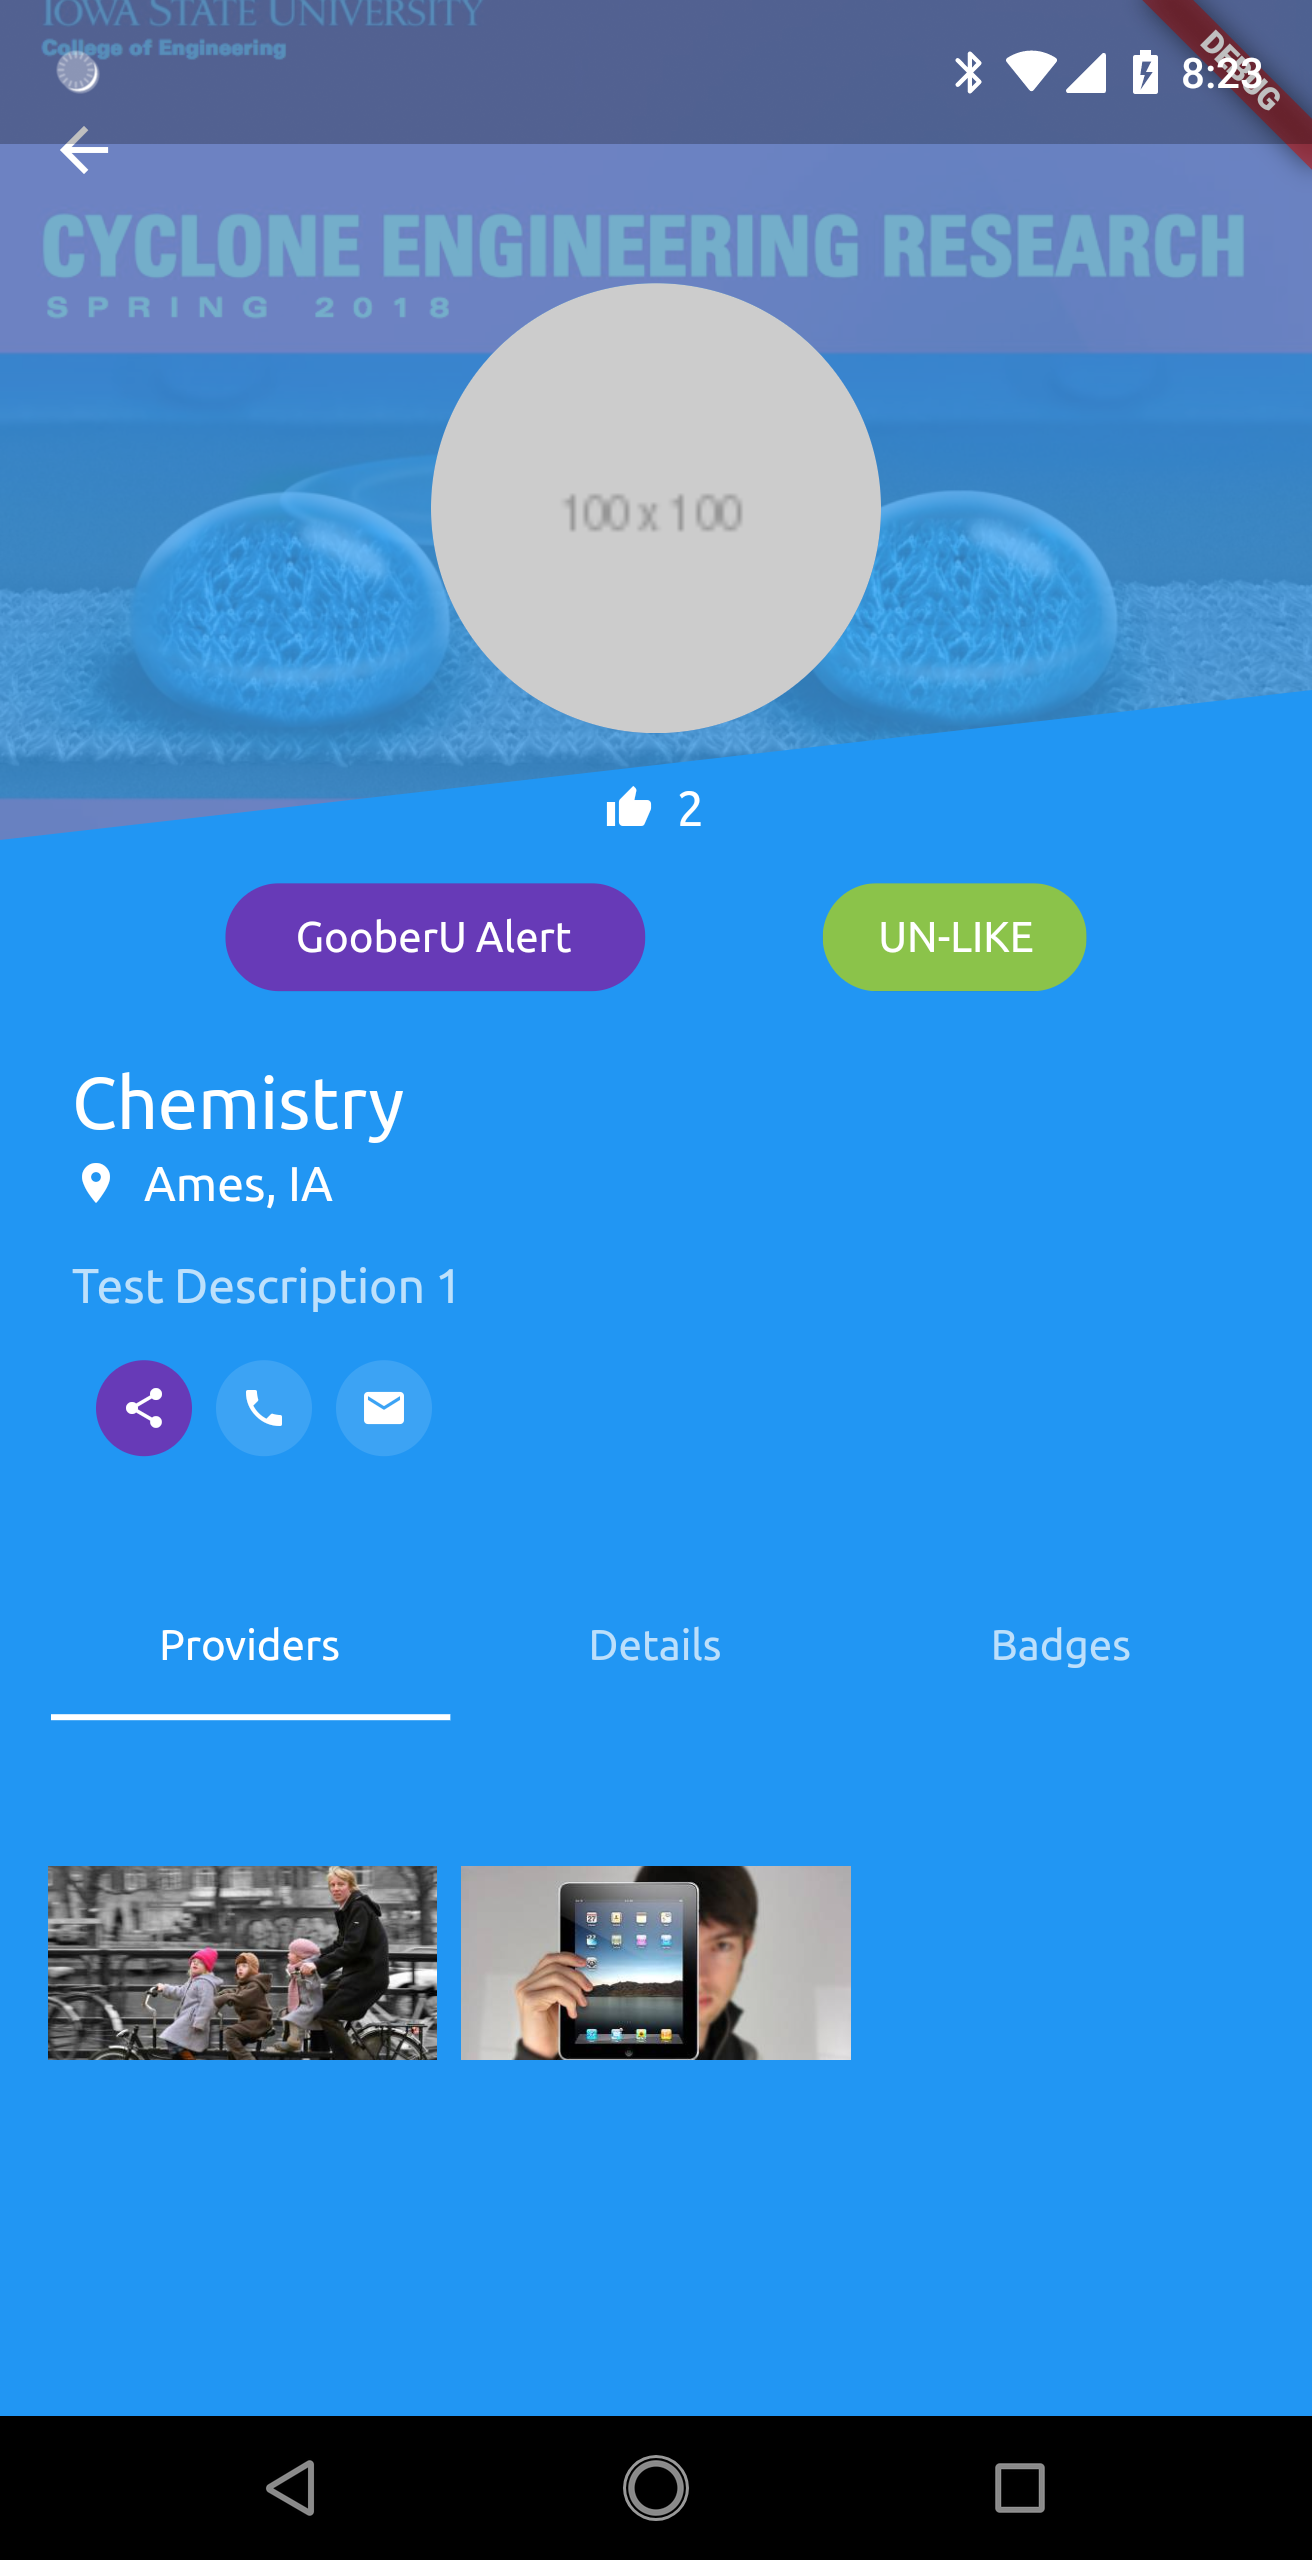 IOWA STATE UNIVERSITY
College of Engineering
8:23
DEBUG
CYCLONE ENGINEERING RESEARCH
SPRING 2018
100 x 100
2
GooberU Alert
UN-LIKE
Chemistry
Ames, IA
Test Description 1
Providers
Details
Badges